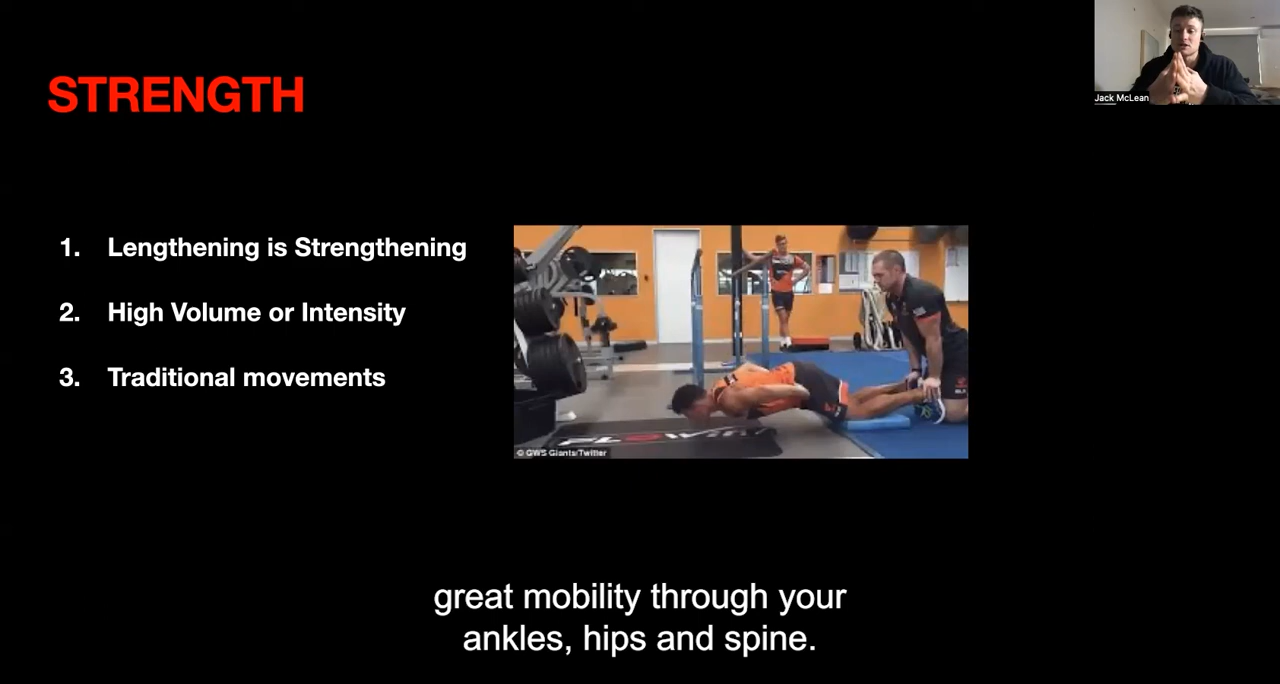 STRENGTH
Jack McLean
1. Lengthening is Strengthening
2. High Volume or Intensity
3. Traditional movements
© GWS Giants/Twitter
great mobility through your
ankles, hips and spine.